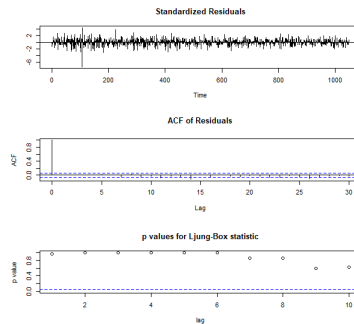 Standardized Residuals
-6 -2 2
0 200 400 600 800 1000
Time
ACF of Residuals
ACF
0.0 0.4 0.8
0 5 10 15 20 25 30
Lag
p values for Ljung-Box statistic
p value
0.0 0.4 0.8
2 4 6 8 10
lag